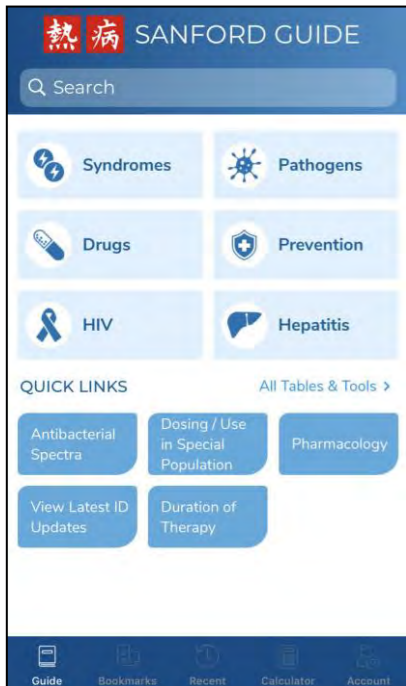 熱病 SANFORD GUIDE
Search
Syndromes Pathogens
Drugs Prevention
HIV Hepatitis
QUICK LINKS All Tables & Tools >
Antibacterial
Spectra
Dosing / Use
in Special
Population
Pharmacology
View Latest ID
Updates
Duration of
Therapy
Guide Bookmarks Recent Calculator Account